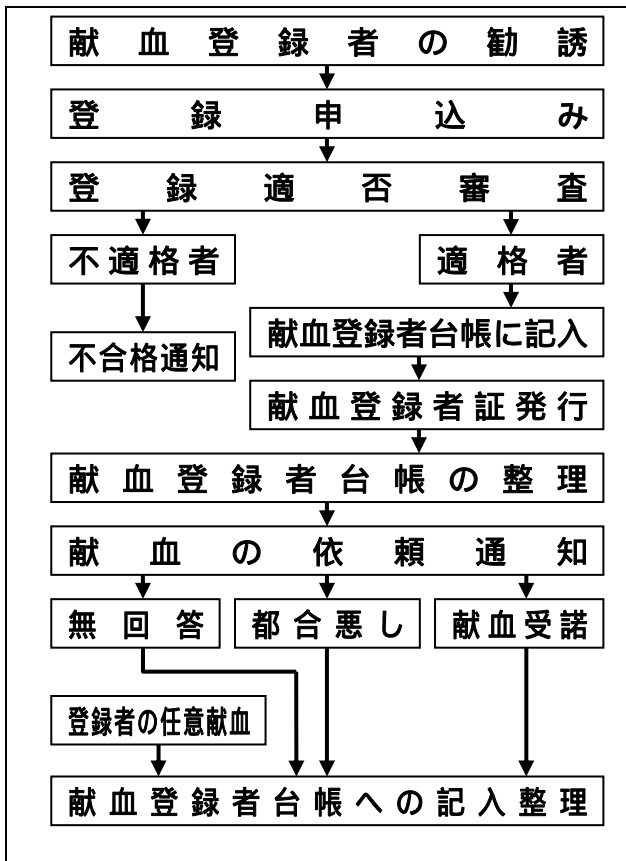 献血登録者の勧誘
登録申込み
登録適否審査
不適格者
適格者
献血登録者台帳に記入
不合格通知
献血登録者証発行
献血登録者台帳の整理
献血の依頼通知
無回答
都合悪し
献血受諾
登録者の任意献血
献血登録者台帳への記入整理